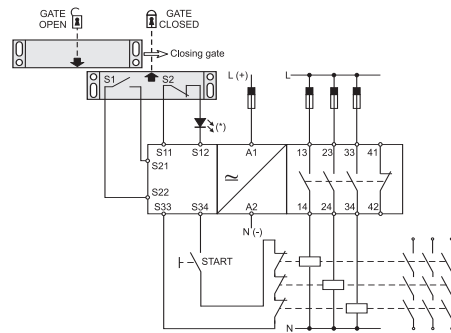 GATE
OPEN
GATE
CLOSED
Closing gate
S1
S2
L (+)
L
(*)
S11
S12
A1
13
23
33
41
S21
S22
S33
S34
A2
14
24
34
42
N (-)
START
N